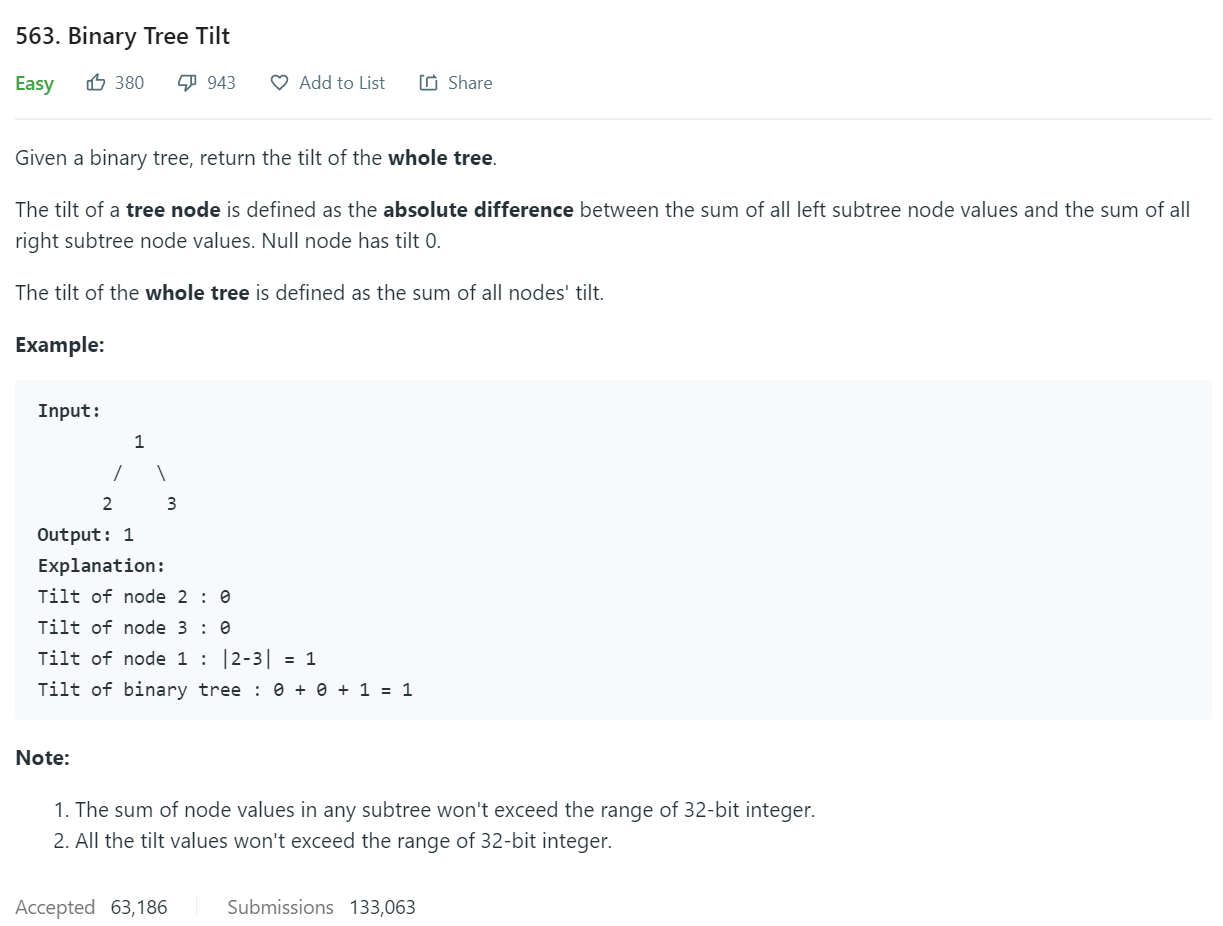 563. Binary Tree Tilt
Easy 380 943 Add to List Share
Given a binary tree, return the tilt of the whole tree.
The tilt of a tree node is defined as the absolute difference between the sum of all left subtree node values and the sum of all
right subtree node values. Null node has tilt 0.
The tilt of the whole tree is defined as the sum of all nodes' tilt.
Example:
Input:
1
/ \
2 3
Output: 1
Explanation:
Tilt of node 2 : 0
Tilt of node 3 : 0
Tilt of node 1 : |2-3| = 1
Tilt of binary tree : 0 + 0 + 1 = 1
Note:
1. The sum of node values in any subtree won't exceed the range of 32-bit integer.
2. All the tilt values won't exceed the range of 32-bit integer.
Accepted 63,186 Submissions 133,063